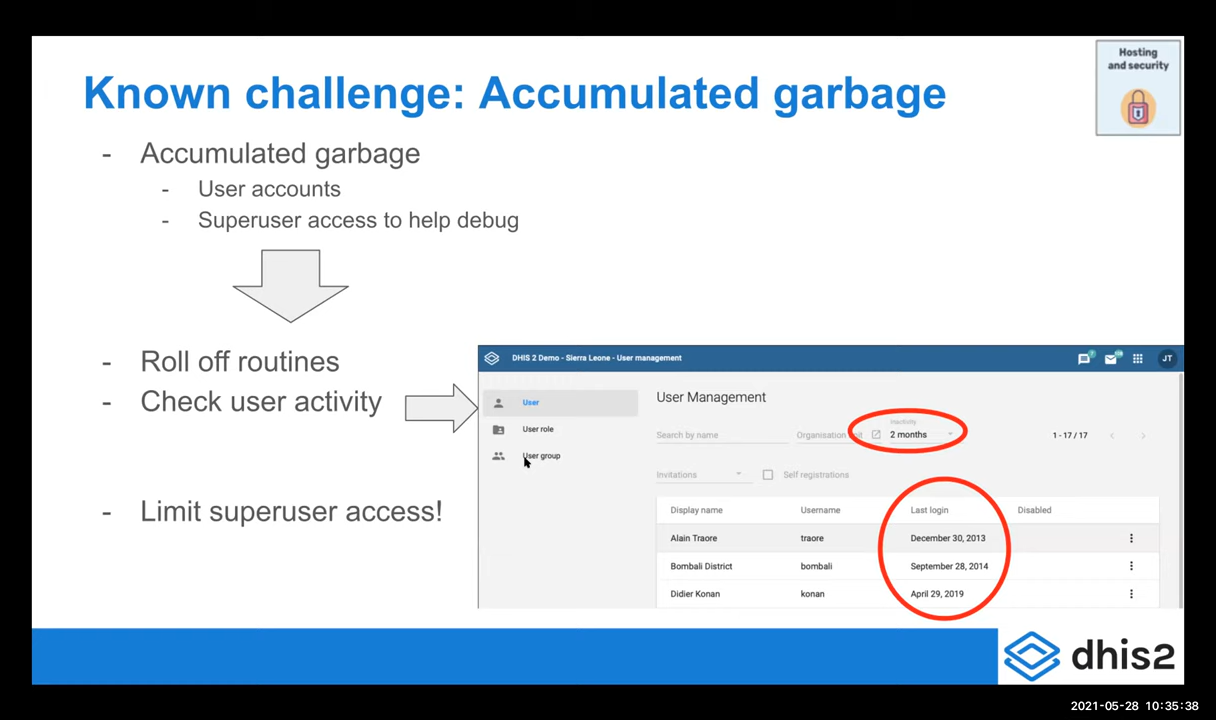 Hosting
and security
Known challenge: Accumulated garbage
- Accumulated garbage
- User accounts
- Superuser access to help debug
- Roll off routines
- Check user activity
- Limit superuser access!
DHIS 2 Demo - Sierra Leone - User management
JT
User
User role
User group
User Management
Search by name
Organisation unit
Inactivity
2 months
1 - 17 / 17
Invitations
Self registrations
Display name Username Last login Disabled
Alain Traore traore December 30, 2013
Bombali District bombali September 28, 2014
Didier Konan konan April 29, 2019
dhis2
2021-05-28 10:35:38